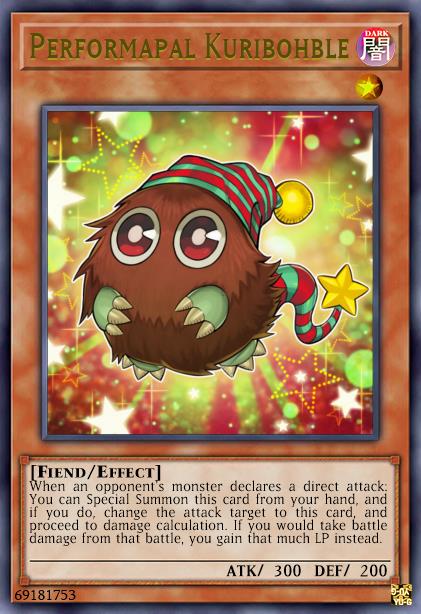 PERFORMAPAL KURIBOHBLE
DARK
闇
[FIEND/EFFECT]
When an opponent's monster declares a direct attack:
You can Special Summon this card from your hand, and
if you do, change the attack target to this card, and
proceed to damage calculation. If you would take battle
damage from that battle, you gain that much LP instead.
ATK/ 300 DEF/ 200
69181753